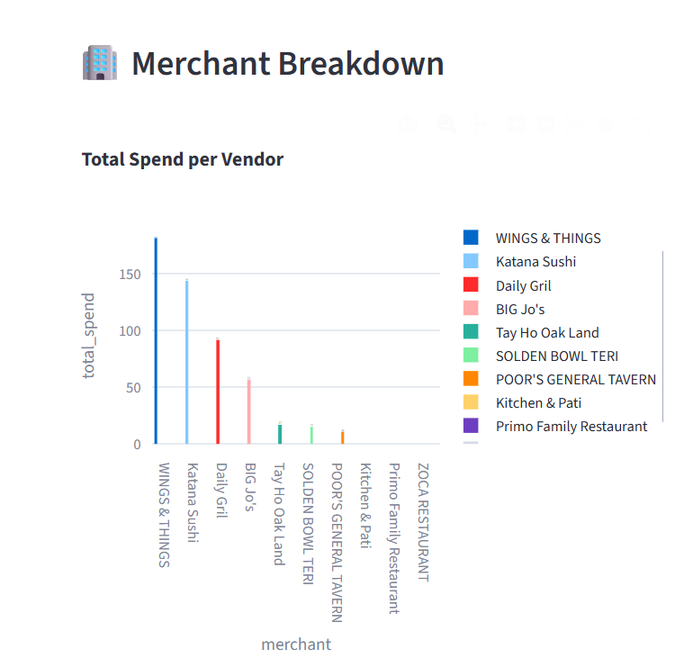 Merchant Breakdown
Total Spend per Vendor
total_spend
150
100
50
0
WINGS & THINGS
Katana Sushi
Daily Gril
BIG Jo's
Tay Ho Oak Land
SOLDEN BOWL TERI
POOR'S GENERAL TAVERN
Kitchen & Pati
Primo Family Restaurant
ZOCA RESTAURANT
merchant
WINGS & THINGS
Katana Sushi
Daily Gril
BIG Jo's
Tay Ho Oak Land
SOLDEN BOWL TERI
POOR'S GENERAL TAVERN
Kitchen & Pati
Primo Family Restaurant